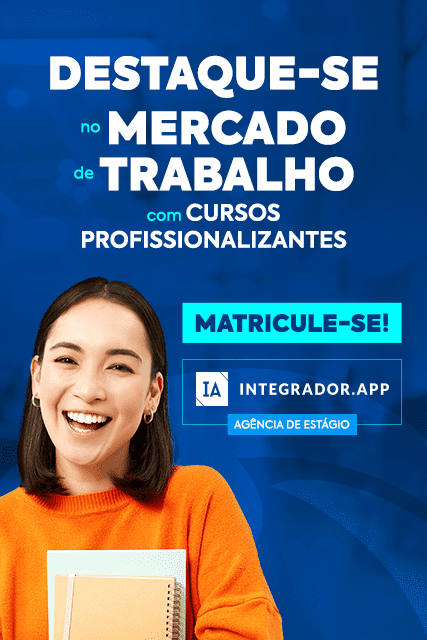 DESTAQUE-SE
no MERCADO
de TRABALHO
com CURSOS
PROFISSIONALIZANTES
MATRICULE-SE!
IA INTEGRADOR.APP
AGÊNCIA DE ESTÁGIO